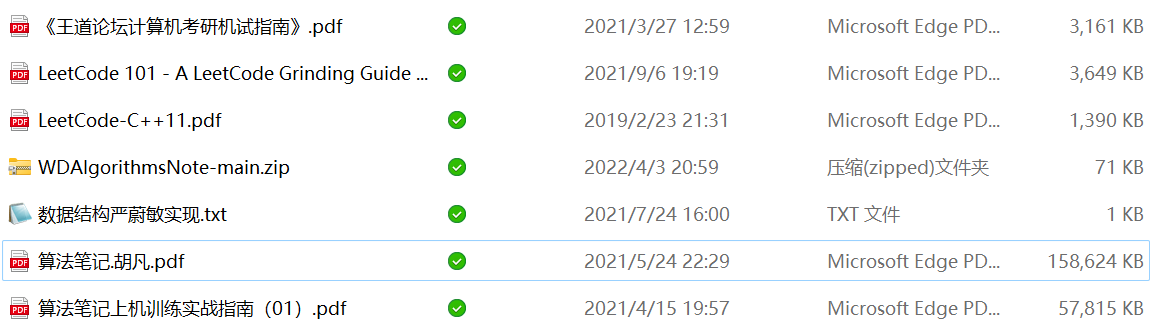 PDF 《王道论坛计算机考研机试指南》.pdf 2021/3/27 12:59 Microsoft Edge PD... 3,161 KB
PDF LeetCode 101 - A LeetCode Grinding Guide ... 2021/9/6 19:19 Microsoft Edge PD... 3,649 KB
PDF LeetCode-C++11.pdf 2019/2/23 21:31 Microsoft Edge PD... 1,390 KB
WDAlgorithmsNote-main.zip 2022/4/3 20:59 压缩(zipped)文件夹 71 KB
数据结构严蔚敏实现.txt 2021/7/24 16:00 TXT 文件 1 KB
PDF 算法笔记.胡凡.pdf 2021/5/24 22:29 Microsoft Edge PD... 158,624 KB
PDF 算法笔记上机训练实战指南（01）.pdf 2021/4/15 19:57 Microsoft Edge PD... 57,815 KB